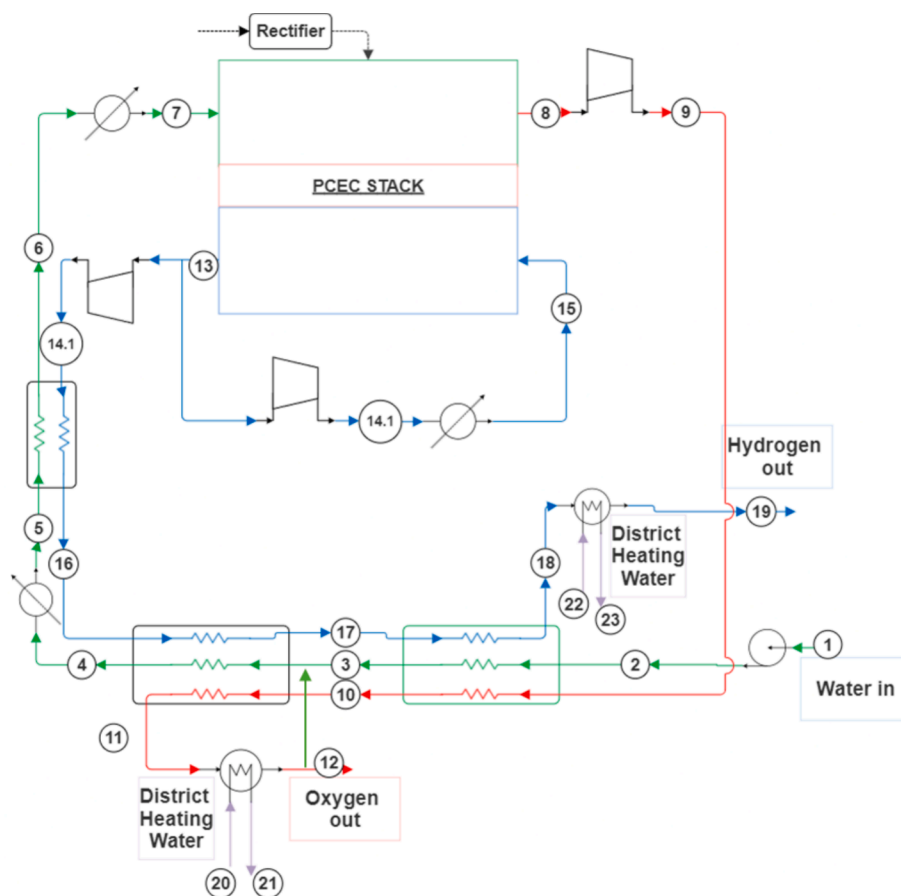 Rectifier
7
8
9
PCEC STACK
6
13
15
14.1
14.1
Hydrogen
out
5
19
16
18
District
Heating
Water
22
23
17
1
4
3
2
10
Water in
11
12
District
Heating
Water
Oxygen
out
20
21